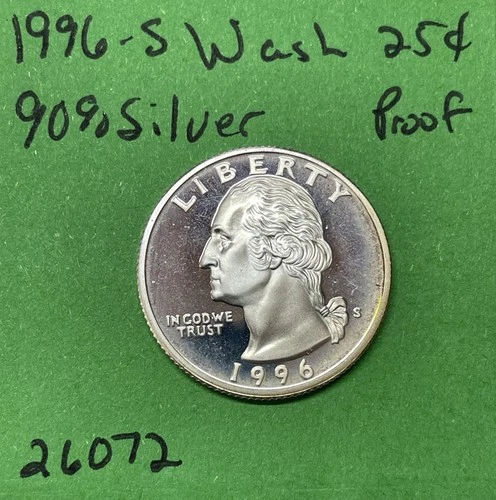 1996-S Wash 25¢
90% Silver Proof
LIBERTY
IN GOD WE
TRUST
S
1996
26072